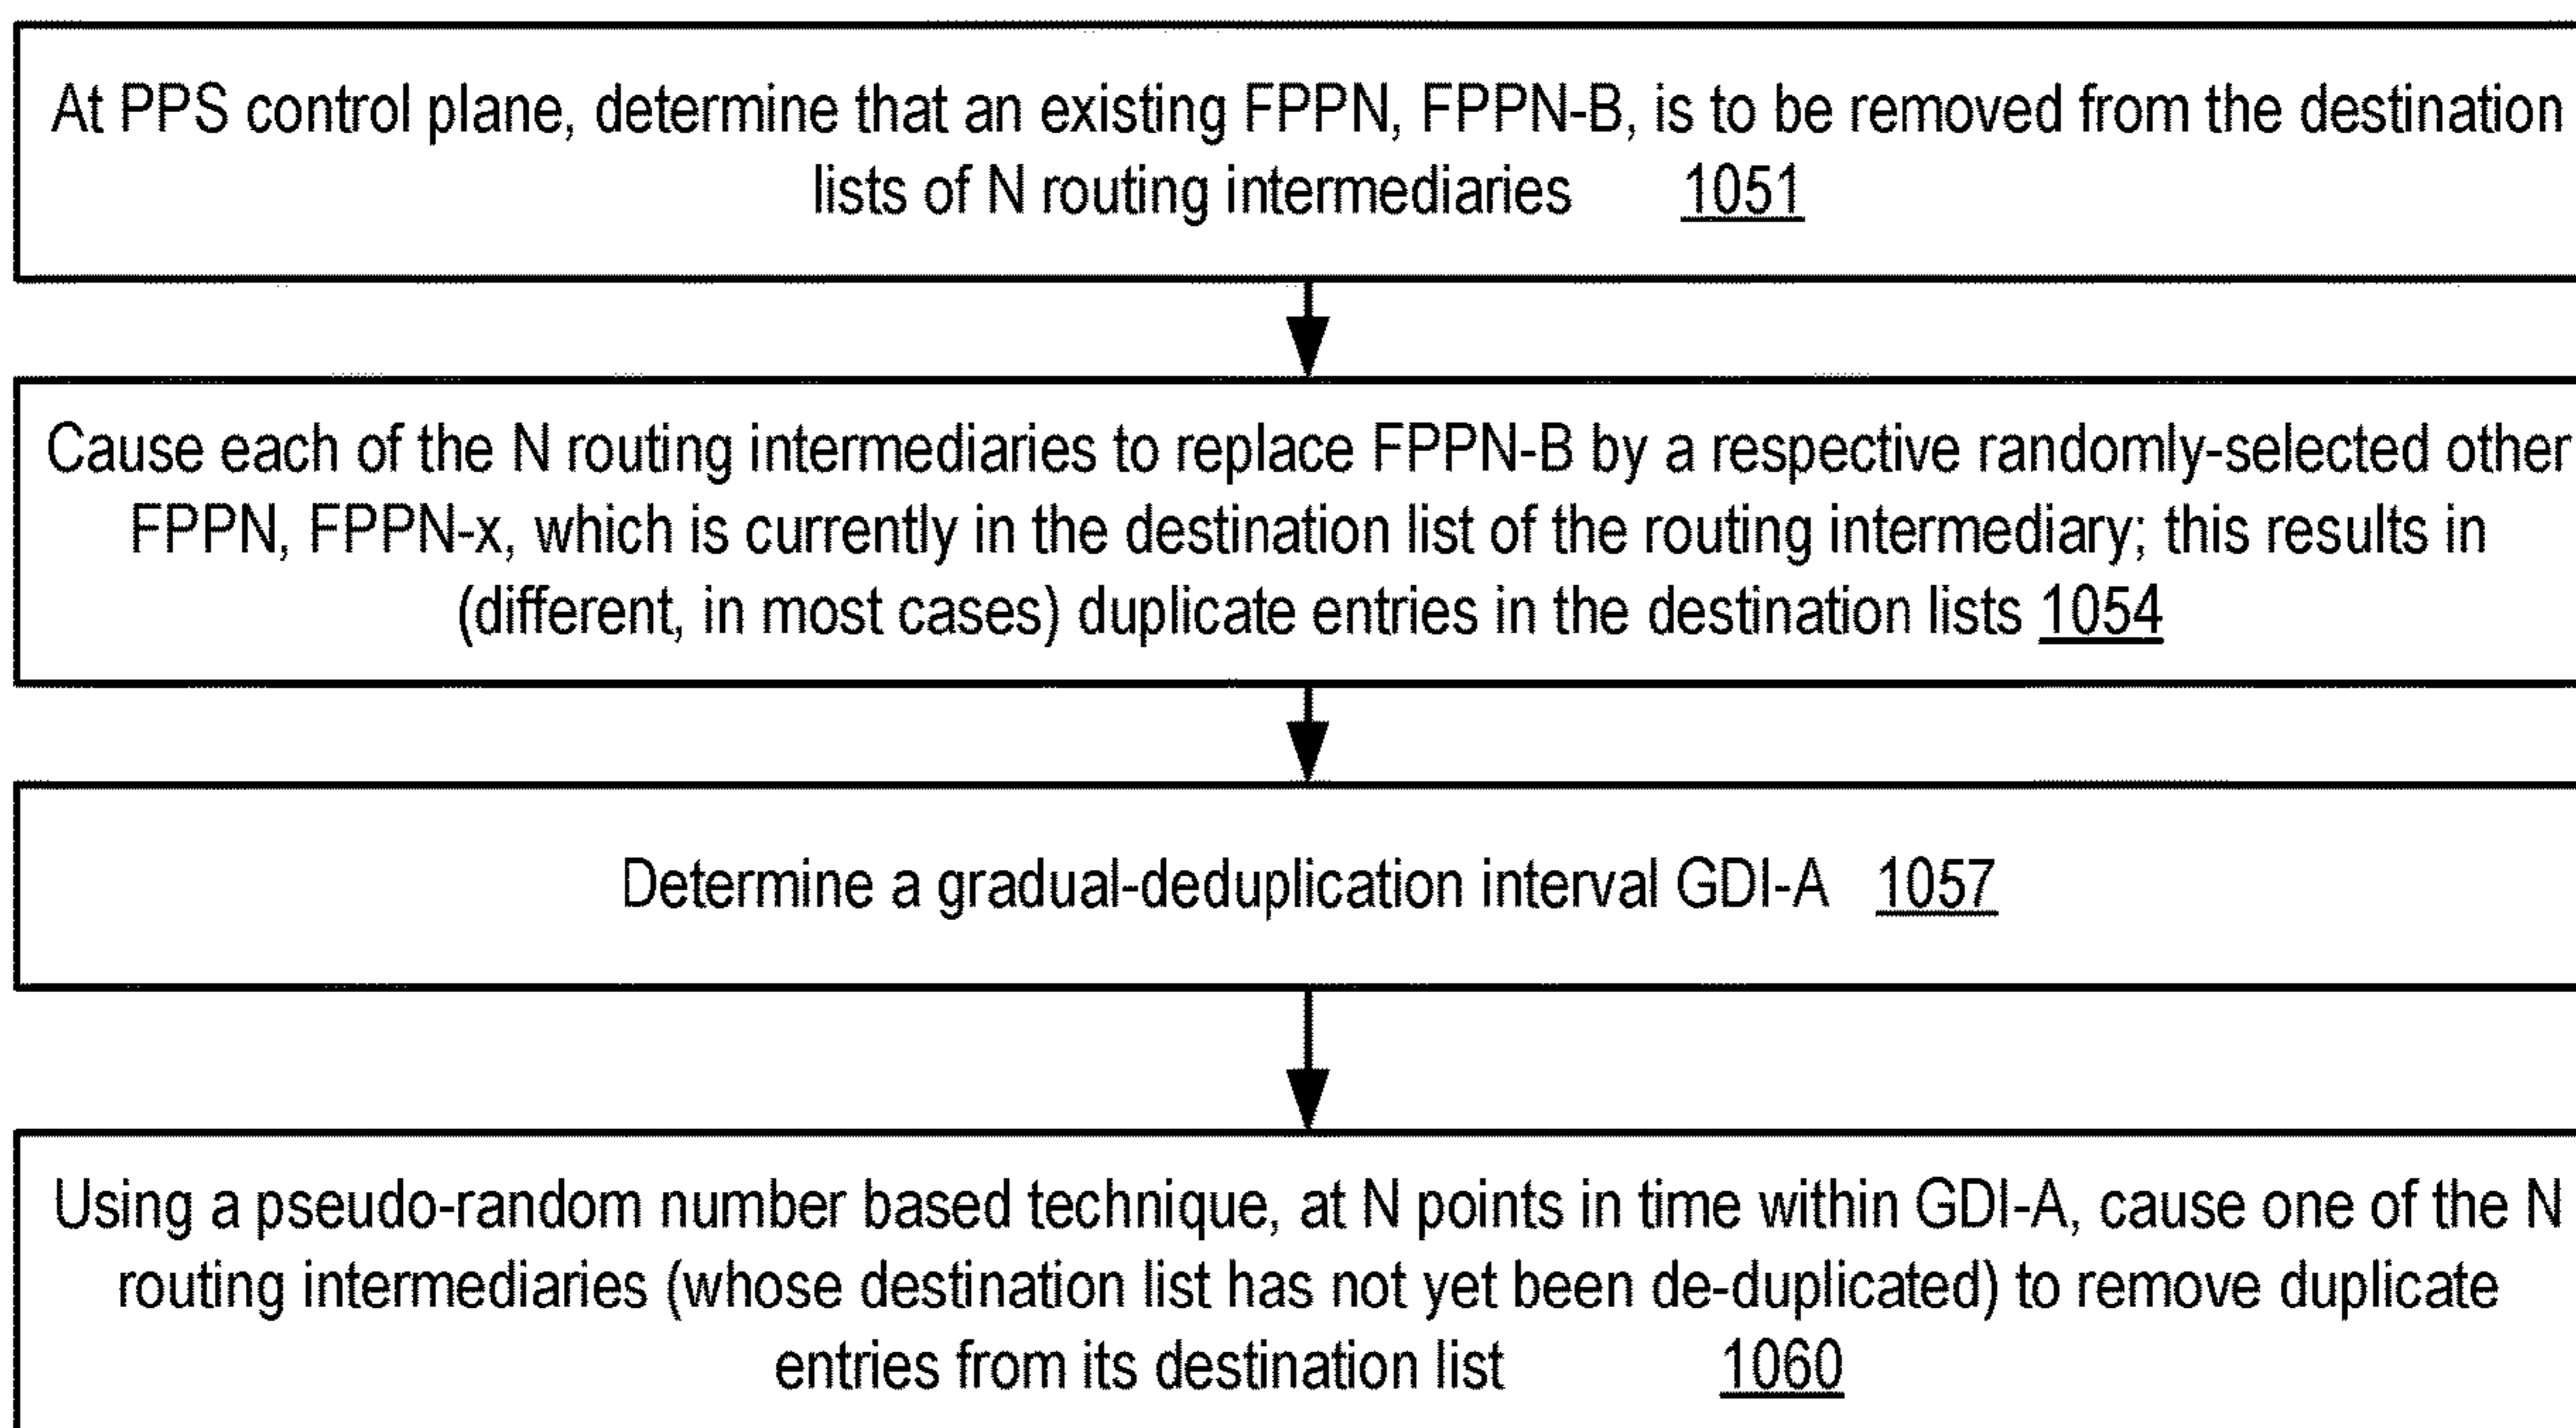 At PPS control plane, determine that an existing FPPN, FPPN-B, is to be removed from the destination
lists of N routing intermediaries 1051
Cause each of the N routing intermediaries to replace FPPN-B by a respective randomly-selected other
FPPN, FPPN-x, which is currently in the destination list of the routing intermediary; this results in
(different, in most cases) duplicate entries in the destination lists 1054
Determine a gradual-deduplication interval GDI-A 1057
Using a pseudo-random number based technique, at N points in time within GDI-A, cause one of the N
routing intermediaries (whose destination list has not yet been de-duplicated) to remove duplicate
entries from its destination list 1060